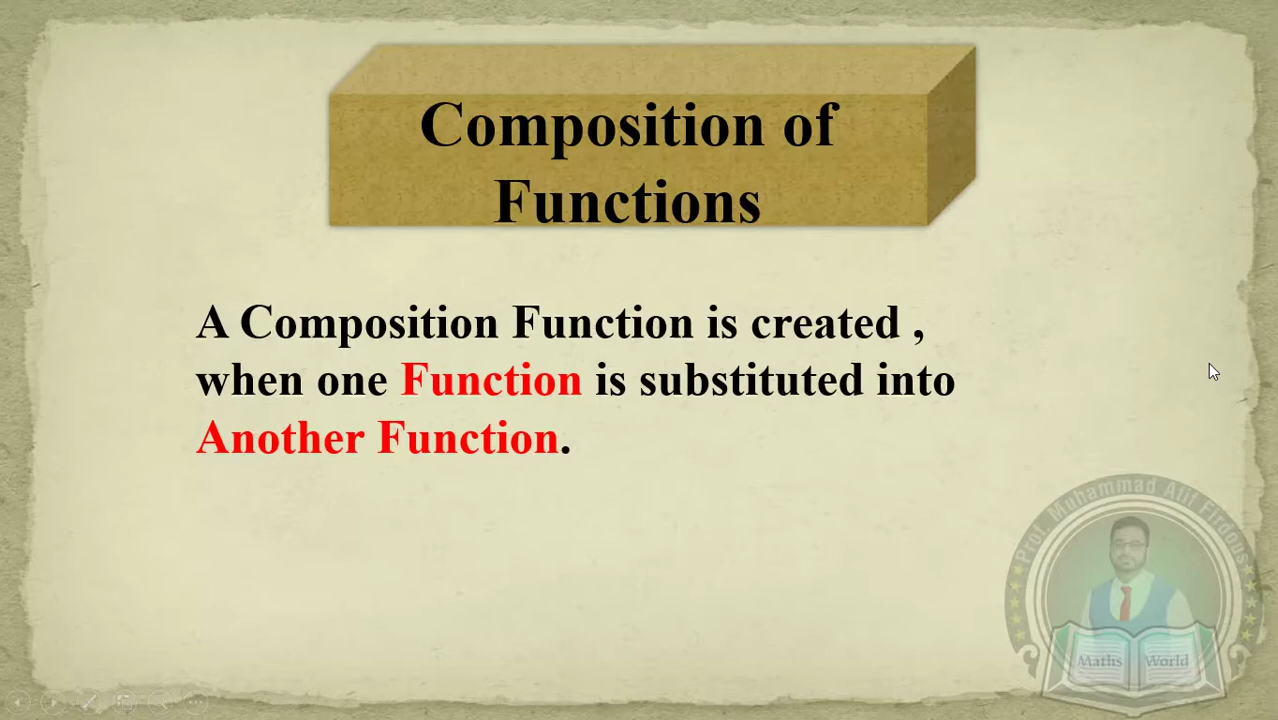 Composition of
Functions
A Composition Function is created ,
when one Function is substituted into
Another Function.
Prof. Muhammad Atif Firdous
Maths World